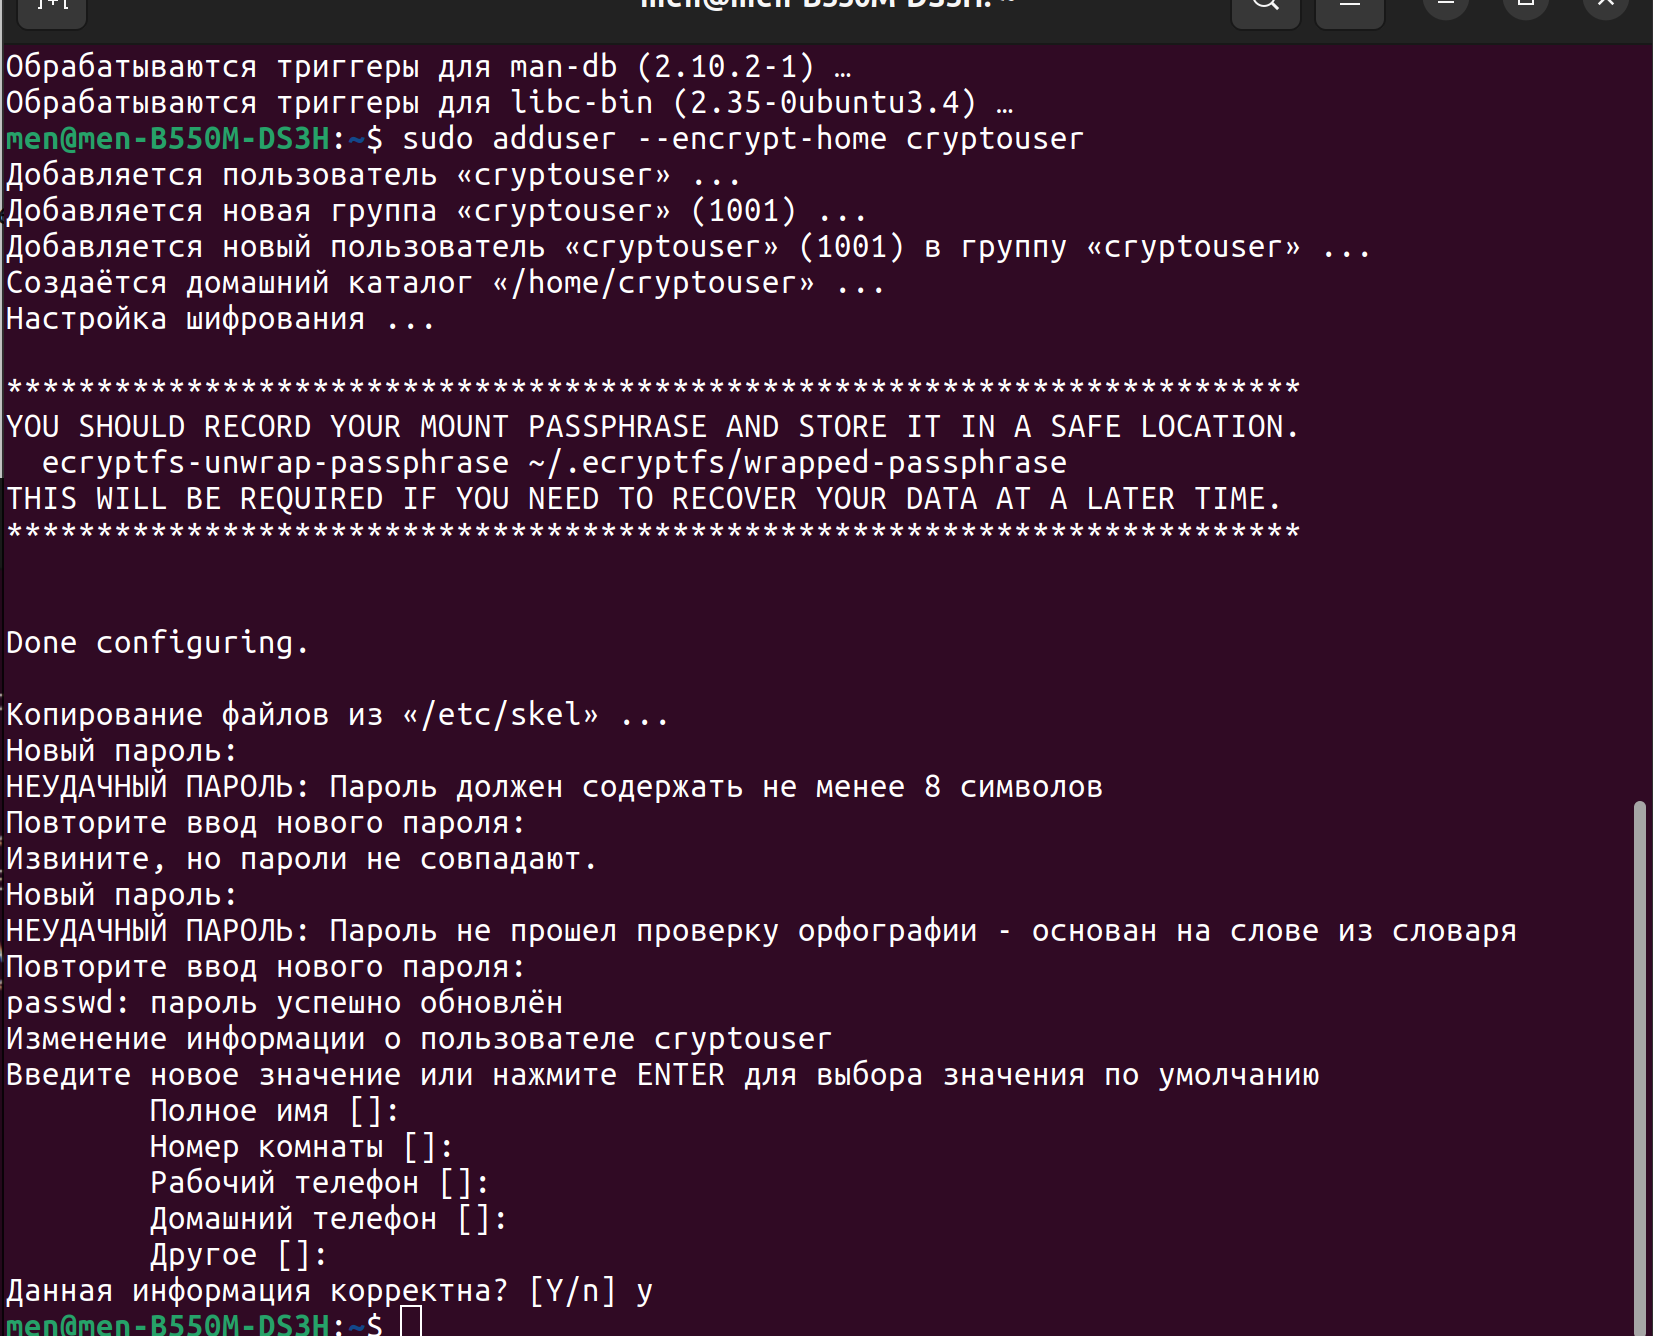 Обрабатываются триггеры для man-db (2.10.2-1) …
Обрабатываются триггеры для libc-bin (2.35-0ubuntu3.4) …
men@men-B550M-DS3H:~$ sudo adduser --encrypt-home cryptouser
Добавляется пользователь «cryptouser» ...
Добавляется новая группа «cryptouser» (1001) ...
Добавляется новый пользователь «cryptouser» (1001) в группу «cryptouser» ...
Создаётся домашний каталог «/home/cryptouser» ...
Настройка шифрования ...
************************************************************************
YOU SHOULD RECORD YOUR MOUNT PASSPHRASE AND STORE IT IN A SAFE LOCATION.
  ecryptfs-unwrap-passphrase ~/.ecryptfs/wrapped-passphrase
THIS WILL BE REQUIRED IF YOU NEED TO RECOVER YOUR DATA AT A LATER TIME.
************************************************************************
Done configuring.
Копирование файлов из «/etc/skel» ...
Новый пароль:
НЕУДАЧНЫЙ ПАРОЛЬ: Пароль должен содержать не менее 8 символов
Повторите ввод нового пароля:
Извините, но пароли не совпадают.
Новый пароль:
НЕУДАЧНЫЙ ПАРОЛЬ: Пароль не прошел проверку орфографии - основан на слове из словаря
Повторите ввод нового пароля:
passwd: пароль успешно обновлён
Изменение информации о пользователе cryptouser
Введите новое значение или нажмите ENTER для выбора значения по умолчанию
Полное имя []:
Номер комнаты []:
Рабочий телефон []:
Домашний телефон []:
Другое []:
Данная информация корректна? [Y/n] y
men@men-B550M-DS3H:~$